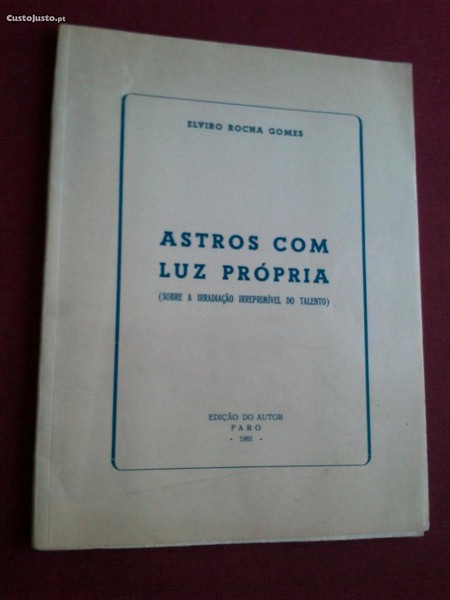 CustoJusto.pt
ELVIRO ROCHA GOMES
ASTROS COM
LUZ PRÓPRIA
(SOBRE A IRRADIAÇÃO IRREPRIMÍVEL DO TALENTO)
EDIÇÃO DO AUTOR
FARO
- 1961 -